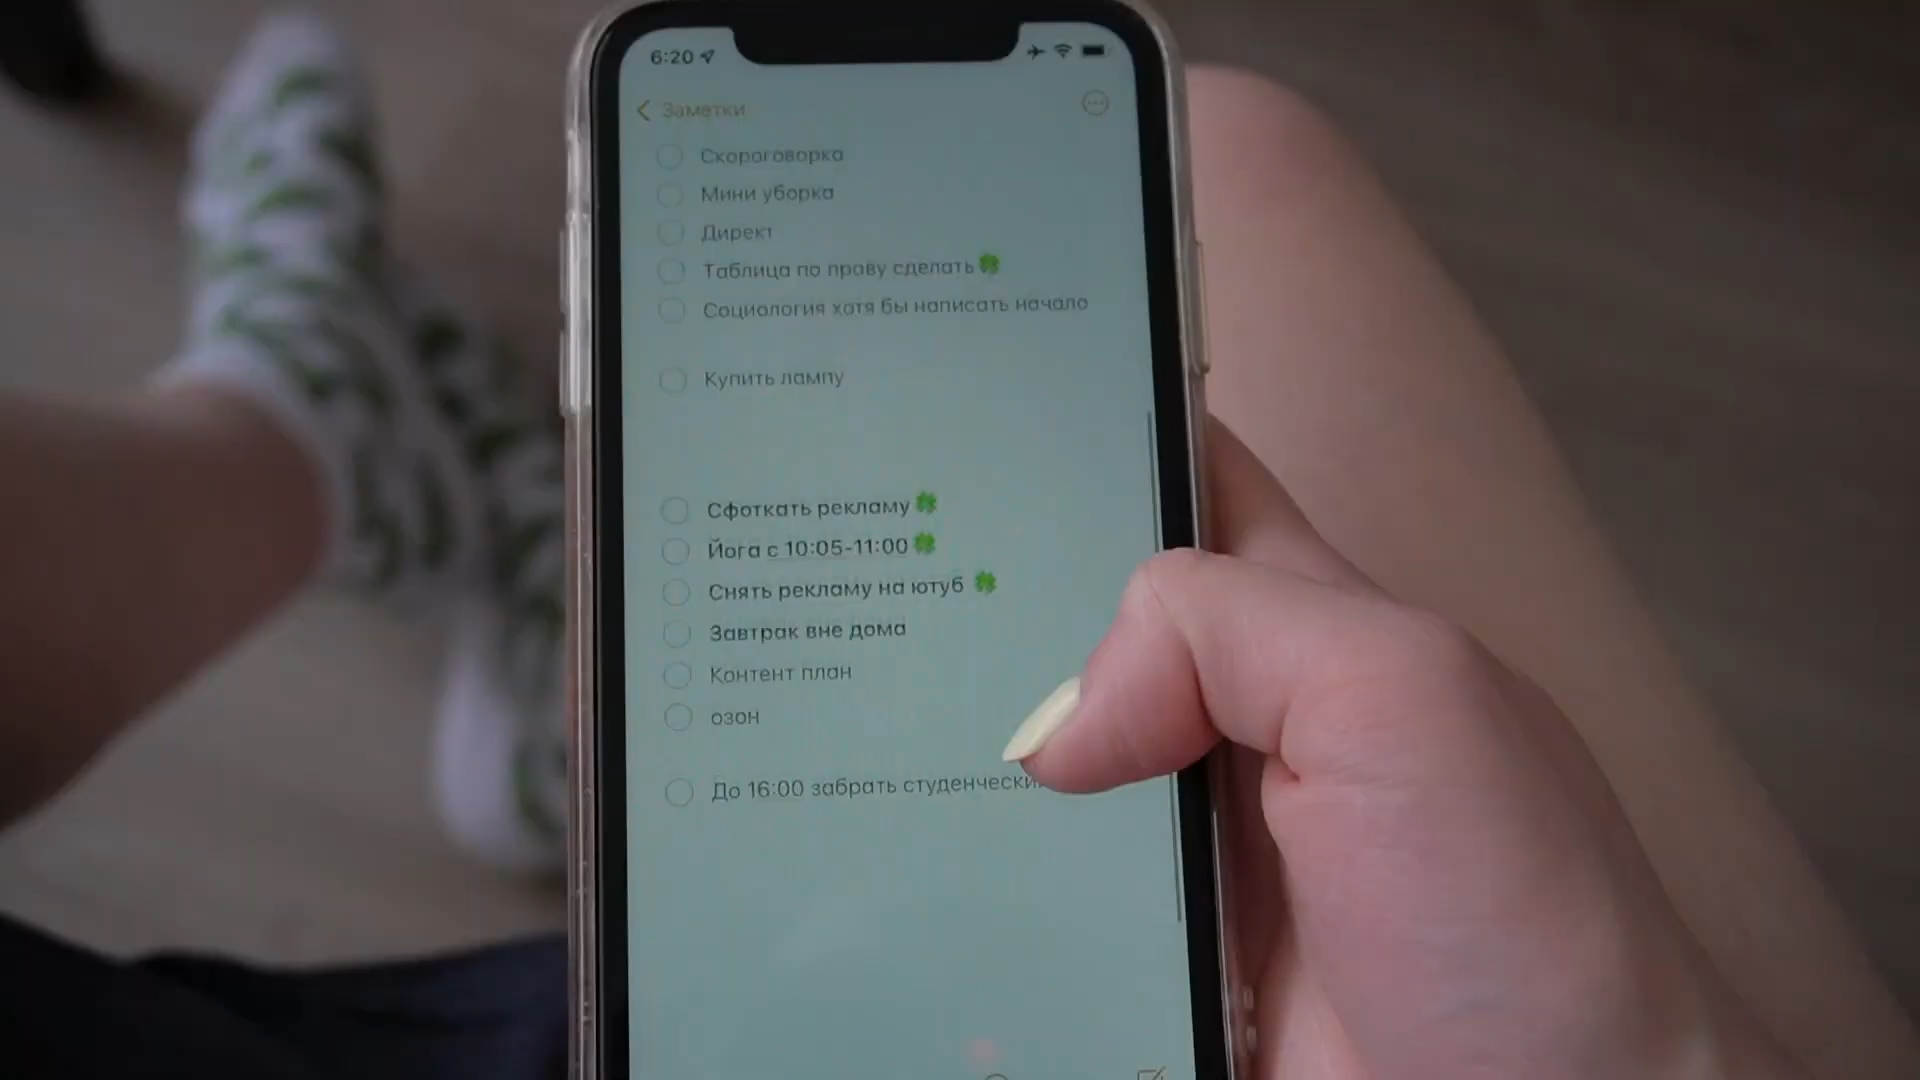 6:20
Заметки
Скороговорка
Мини уборка
Директ
Таблица по праву сделать🍀
Социология хотя бы написать начало
Купить лампу
Сфоткать рекламу🍀
Йога с 10:05-11:00🍀
Снять рекламу на ютуб 🍀
Завтрак вне дома
Контент план
озон
До 16:00 забрать